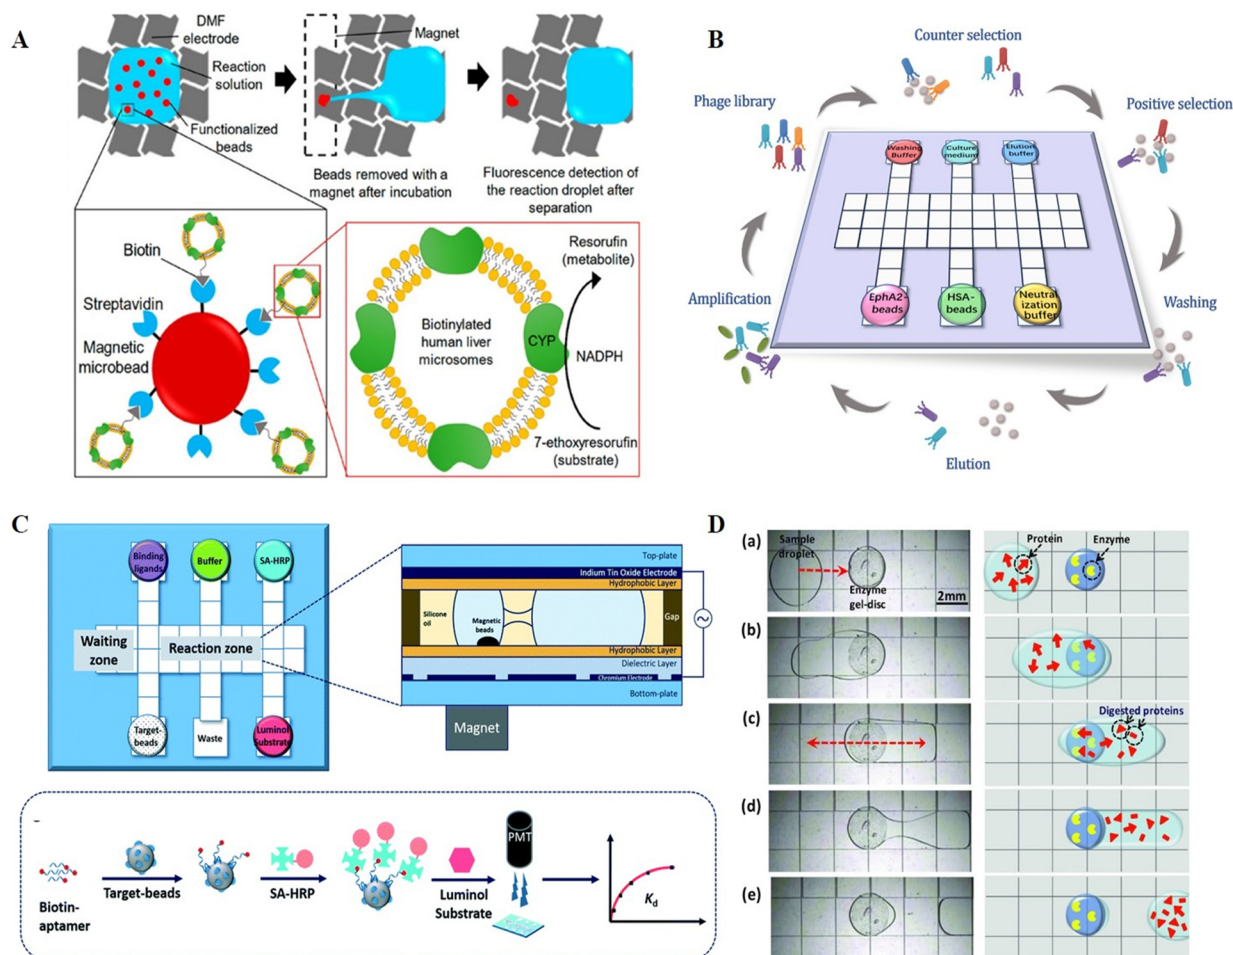 A
DMF
electrode
Reaction
solution
Functionalized
beads
Magnet
Beads removed with a
magnet after incubation
Fluorescence detection of
the reaction droplet after
separation
Biotin
Streptavidin
Magnetic
microbead
Biotinylated
human liver
microsomes
CYP
Resorufin
(metabolite)
NADPH
7-ethoxyresorufin
(substrate)
B
Counter selection
Phage library
Positive selection
Washing
Buffer
Culture
medium
Elution
buffer
Amplification
EphA2-
beads
HSA-
beads
Neutral
ization
buffer
Washing
Elution
C
Binding
ligands
Buffer
SA-HRP
Waiting
zone
Reaction zone
Target-
beads
Waste
Luminol
Substrate
Top-plate
Indium Tin Oxide Electrode
Hydrophobic Layer
Silicone
oil
Magnetic
beads
Gap
Hydrophobic Layer
Dielectric Layer
Chromium Electrode
Bottom-plate
Magnet
Biotin-
aptamer
Target-beads
SA-HRP
Luminol
Substrate
PMT
Kd
D
(a)
Sample
droplet
Enzyme
gel-disc
2mm
Protein
Enzyme
(b)
(c)
Digested proteins
(d)
(e)